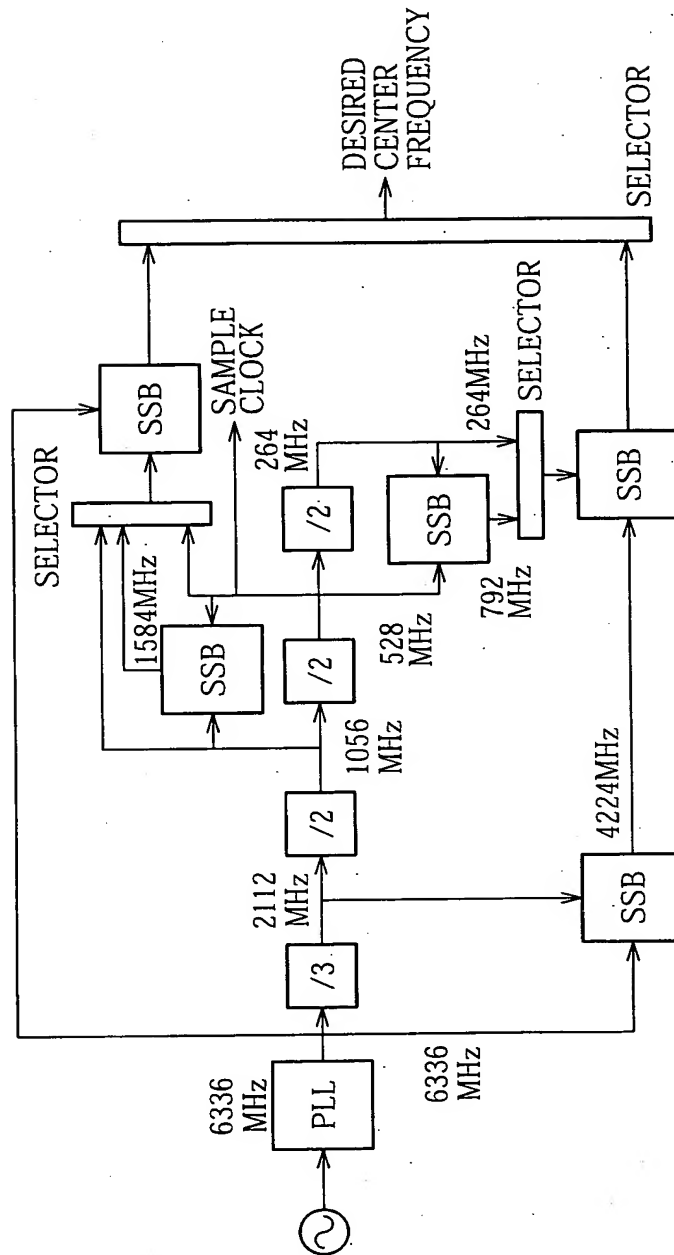 6336
MHz
PLL
6336
MHz
/3
2112
MHz
/2
1056
MHz
/2
/2
264
MHz
SELECTOR
1584MHz
SSB
SSB
SAMPLE
CLOCK
528
MHz
SSB
792
MHz
264MHz
SELECTOR
SSB
4224MHz
SSB
DESIRED
CENTER
FREQUENCY
SELECTOR